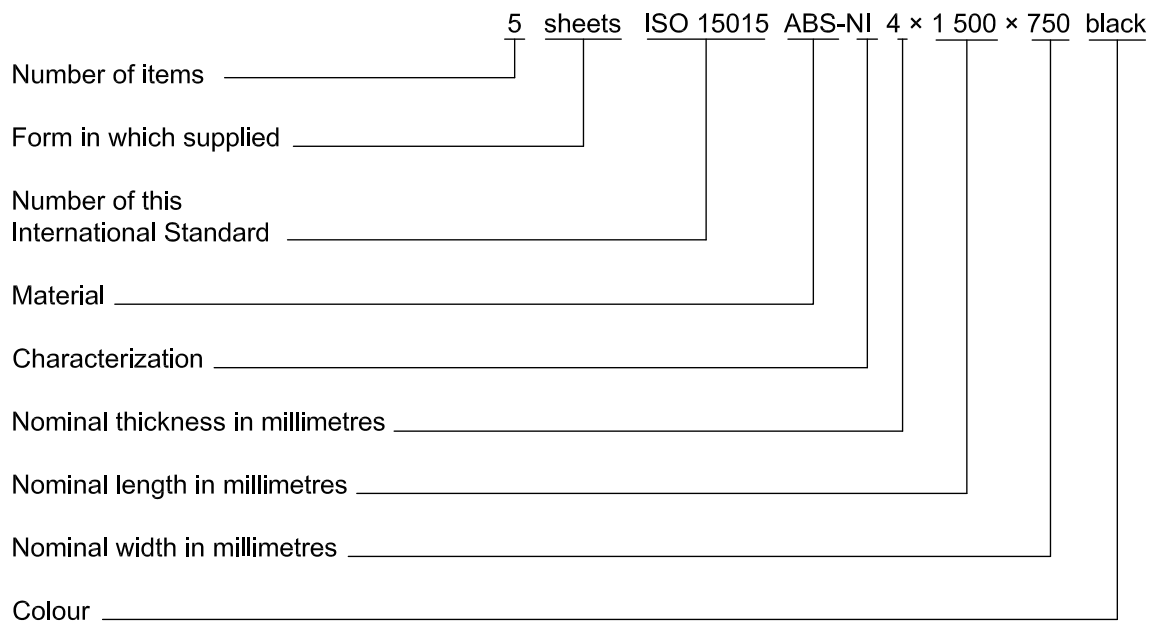 5 sheets ISO 15015 ABS-NI 4 × 1 500 × 750 black
Number of items
Form in which supplied
Number of this
International Standard
Material
Characterization
Nominal thickness in millimetres
Nominal length in millimetres
Nominal width in millimetres
Colour